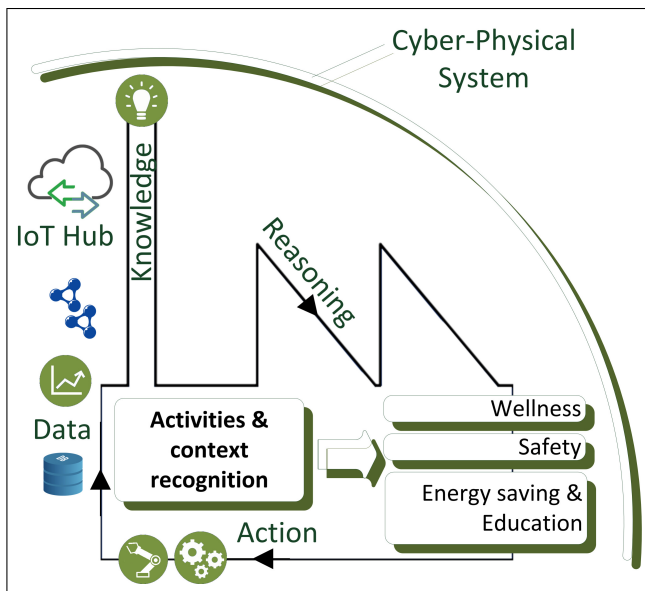 Cyber-Physical
System
Knowledge
IoT Hub
Reasoning
Data
Activities &
context
recognition
Wellness
Safety
Energy saving &
Education
Action